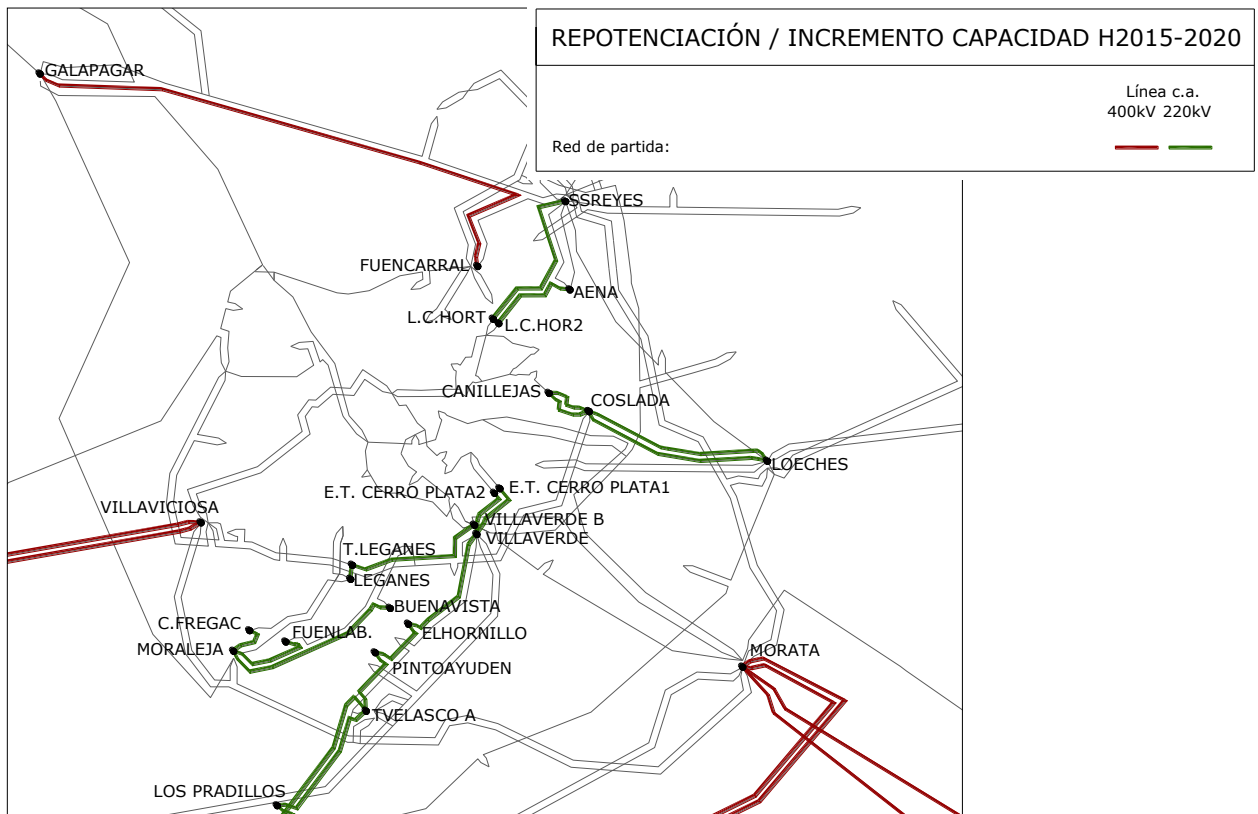 REPOTENCIACIÓN / INCREMENTO CAPACIDAD H2015-2020
Línea c.a.
400kV 220kV
Red de partida:
GALAPAGAR
SSREYES
FUENCARRAL
AENA
L.C.HORT
L.C.HOR2
CANILLEJAS
COSLADA
LOECHES
E.T. CERRO PLATA2
E.T. CERRO PLATA1
VILLAVICIOSA
VILLAVERDE B
VILLAVERDE
T.LEGANES
LEGANES
BUENAVISTA
C.FREGAC
FUENLAB.
ELHORNILLO
MORALEJA
PINTOAYUDEN
MORATA
TVELASCO A
LOS PRADILLOS